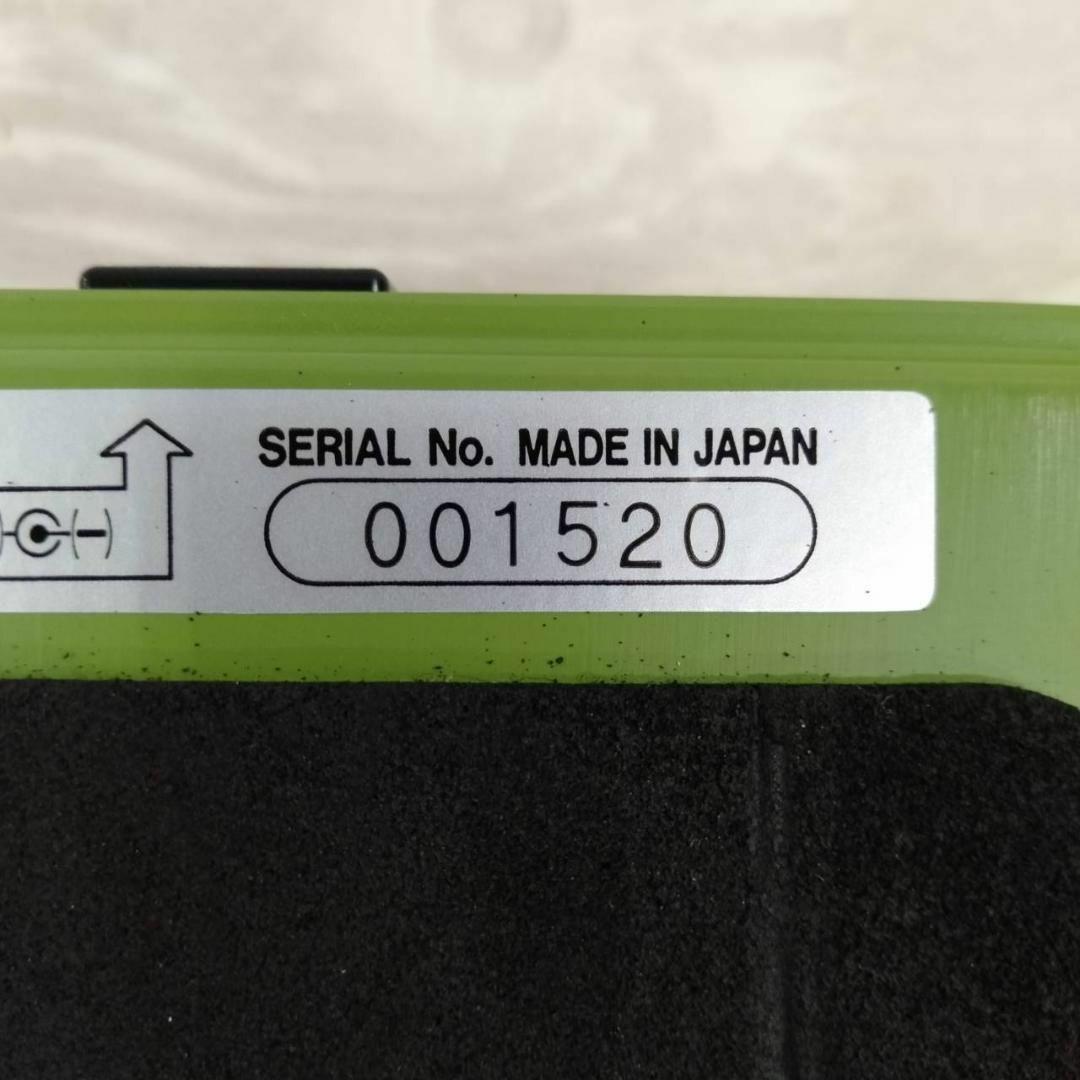 SERIAL No. MADE IN JAPAN
(-)
001520